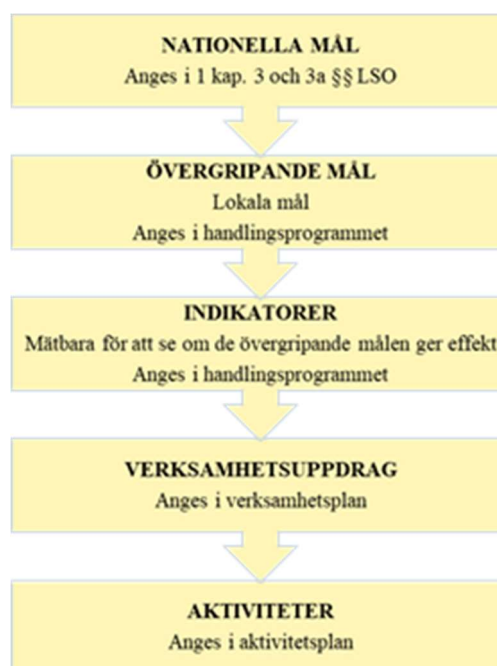 NATIONELLA MÅL
Anges i 1 kap. 3 och 3a §§ LSO
ÖVERGRIPANDE MÅL
Lokala mål
Anges i handlingsprogrammet
INDIKATORER
Mätbara för att se om de övergripande målen ger effekt
Anges i handlingsprogrammet
VERKSAMHETSUPPDRAG
Anges i verksamhetsplan
AKTIVITETER
Anges i aktivitetsplan